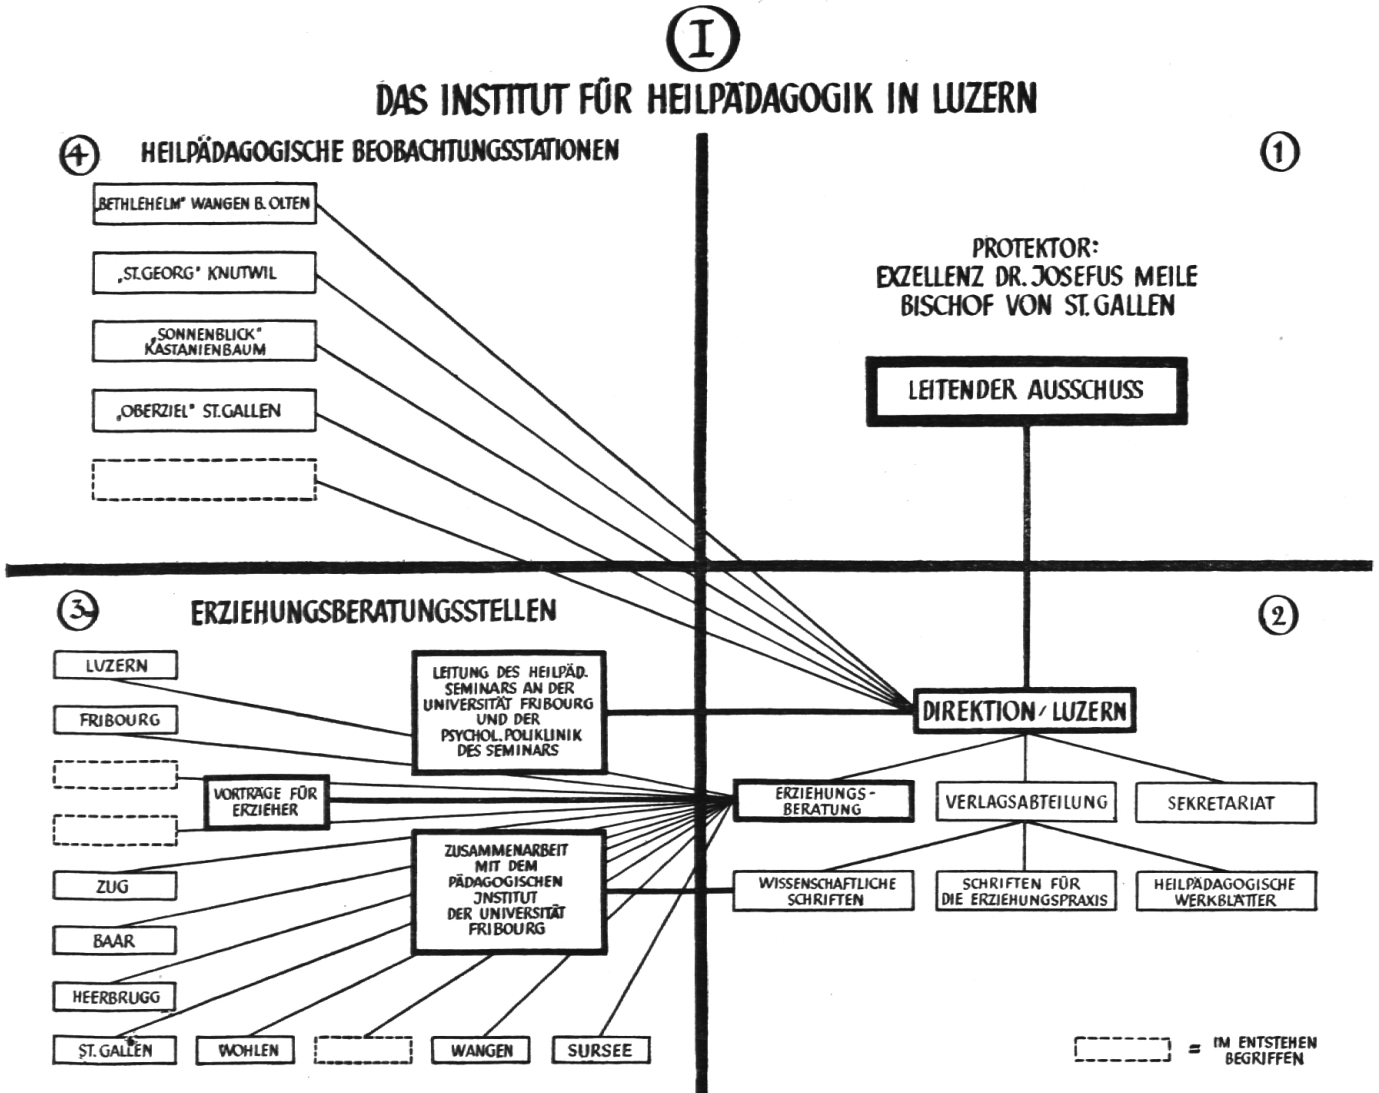 I
DAS INSTITUT FÜR HEILPÄDAGOGIK IN LUZERN
4
HEILPÄDAGOGISCHE BEOBACHTUNGSSTATIONEN
„BETHLEHELM" WANGEN B. OLTEN
„ST.GEORG" KNUTWIL
„SONNENBLICK"
KASTANIENBAUM
„OBERZIEL" ST.GALLEN
1
PROTEKTOR:
EXZELLENZ DR. JOSEFUS MEILE
BISCHOF VON ST. GALLEN
LEITENDER AUSSCHUSS
3
ERZIEHUNGSBERATUNGSSTELLEN
LUZERN
FRIBOURG
ZUG
BAAR
HEERBRUGG
ST. GALLEN
WOHLEN
WANGEN
SURSEE
LEITUNG DES HEILPÄD.
SEMINARS AN DER
UNIVERSITÄT FRIBOURG
UND DER
PSYCHOL. POLIKLINIK
DES SEMINARS
VORTRÄGE FÜR
ERZIEHER
ZUSAMMENARBEIT
MIT DEM
PÄDAGOGISCHEN
JNSTITUT
DER UNIVERSITÄT
FRIBOURG
2
DIREKTION / LUZERN
ERZIEHUNGS-
BERATUNG
VERLAGSABTEILUNG
SEKRETARIAT
WISSENSCHAFTLICHE
SCHRIFTEN
SCHRIFTEN FÜR
DIE ERZIEHUNGSPRAXIS
HEILPÄDAGOGISCHE
WERKBLÄTTER
= IM ENTSTEHEN
BEGRIFFEN